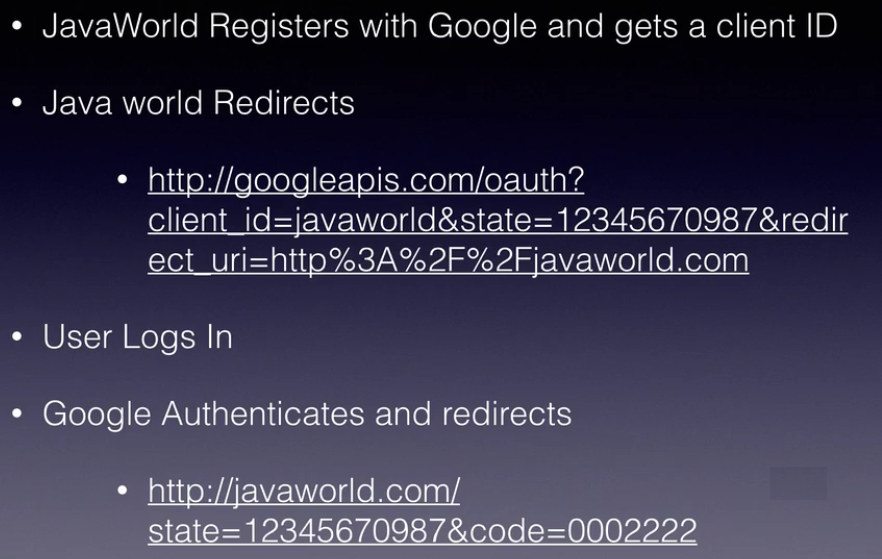 • JavaWorld Registers with Google and gets a client ID
• Java world Redirects
• http://googleapis.com/oauth?
client_id=javaworld&state=12345670987&redir
ect_uri=http%3A%2F%2Fjavaworld.com
• User Logs In
• Google Authenticates and redirects
• http://javaworld.com/
state=12345670987&code=0002222